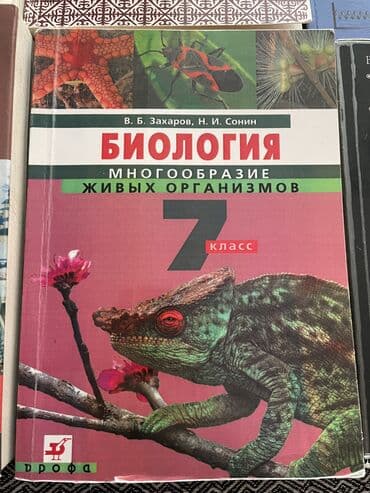 В. Б. Захаров, Н. И. Сонин
БИОЛОГИЯ
МНОГООБРАЗИЕ
ЖИВЫХ ОРГАНИЗМОВ
7
класс
дрофа